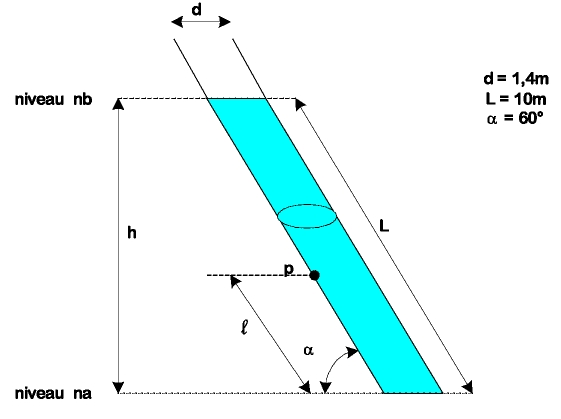 d
niveau nb
d = 1,4m
L = 10m
α = 60°
h
L
p
ℓ
α
niveau na